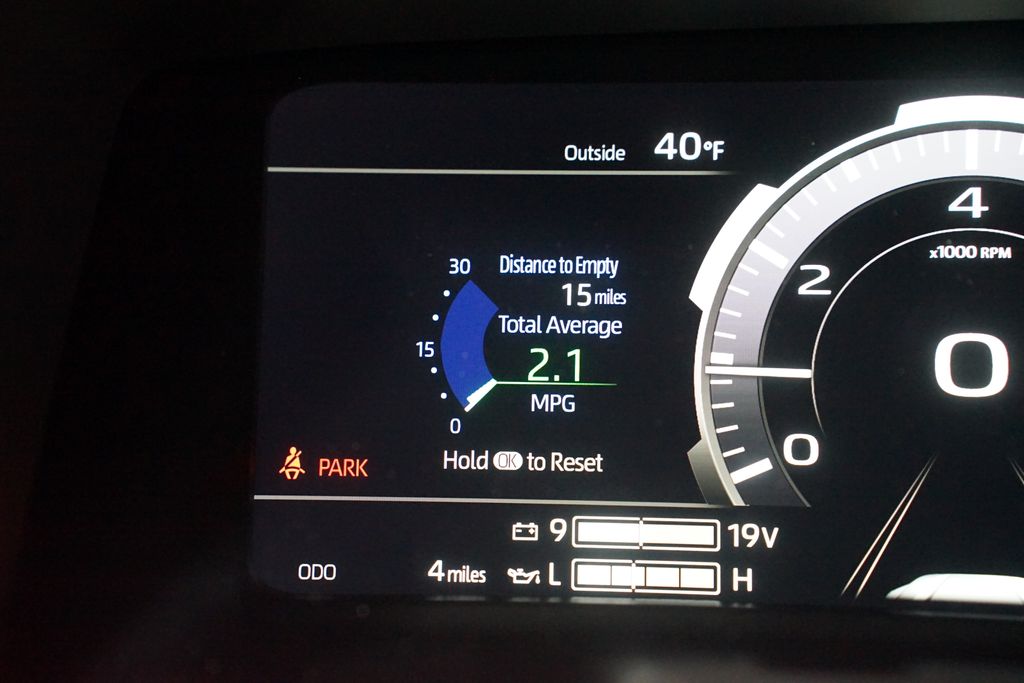 Outside 40°F
4
x1000 RPM
2
0
0
30
15
0
Distance to Empty
15 miles
Total Average
2.1
MPG
Hold OK to Reset
PARK
9 19V
ODO 4 miles L H